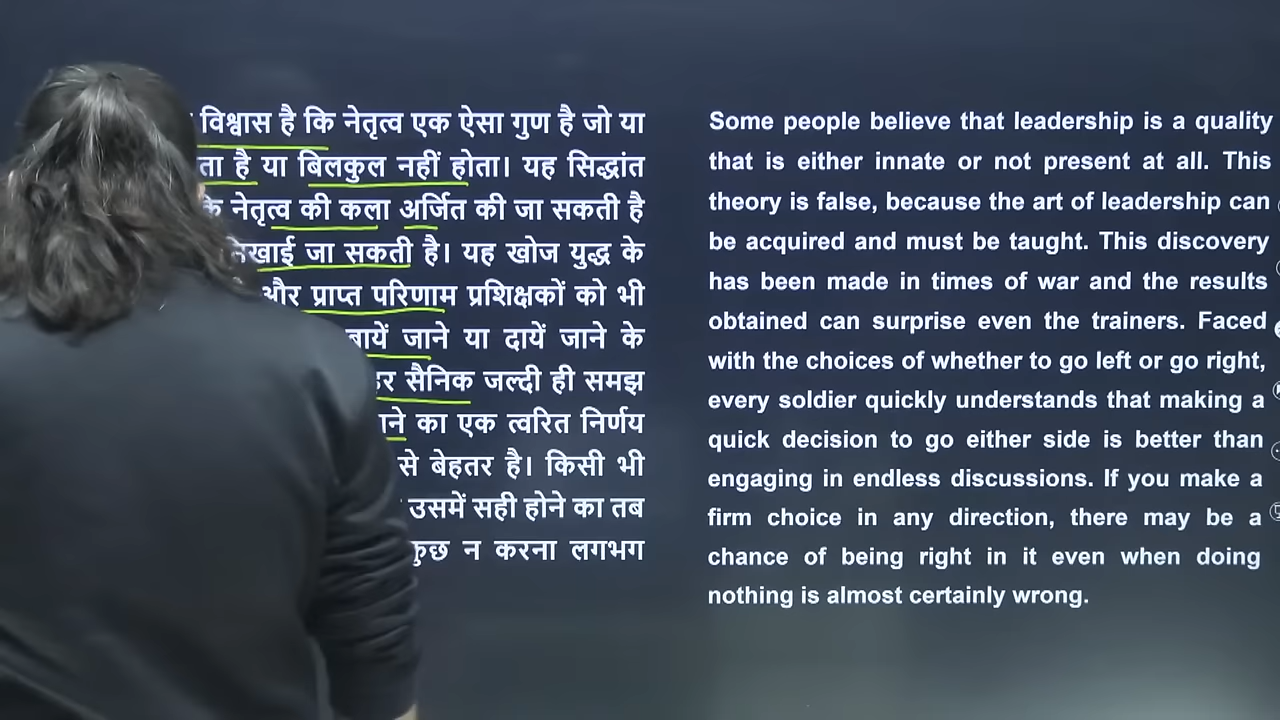 विश्वास है कि नेतृत्व एक ऐसा गुण है जो या
है या बिलकुल नहीं होता। यह सिद्धांत
नेतृत्व की कला अर्जित की जा सकती है
जा सकती है। यह खोज युद्ध के
और प्राप्त परिणाम प्रशिक्षकों को भी
बायें जाने या दायें जाने के
सैनिक जल्दी ही समझ
का एक त्वरित निर्णय
से बेहतर है। किसी भी
उसमें सही होने का तब
कुछ न करना लगभग
Some people believe that leadership is a quality
that is either innate or not present at all. This
theory is false, because the art of leadership can
be acquired and must be taught. This discovery
has been made in times of war and the results
obtained can surprise even the trainers. Faced
with the choices of whether to go left or go right,
every soldier quickly understands that making a
quick decision to go either side is better than
engaging in endless discussions. If you make a
firm choice in any direction, there may be a
chance of being right in it even when doing
nothing is almost certainly wrong.